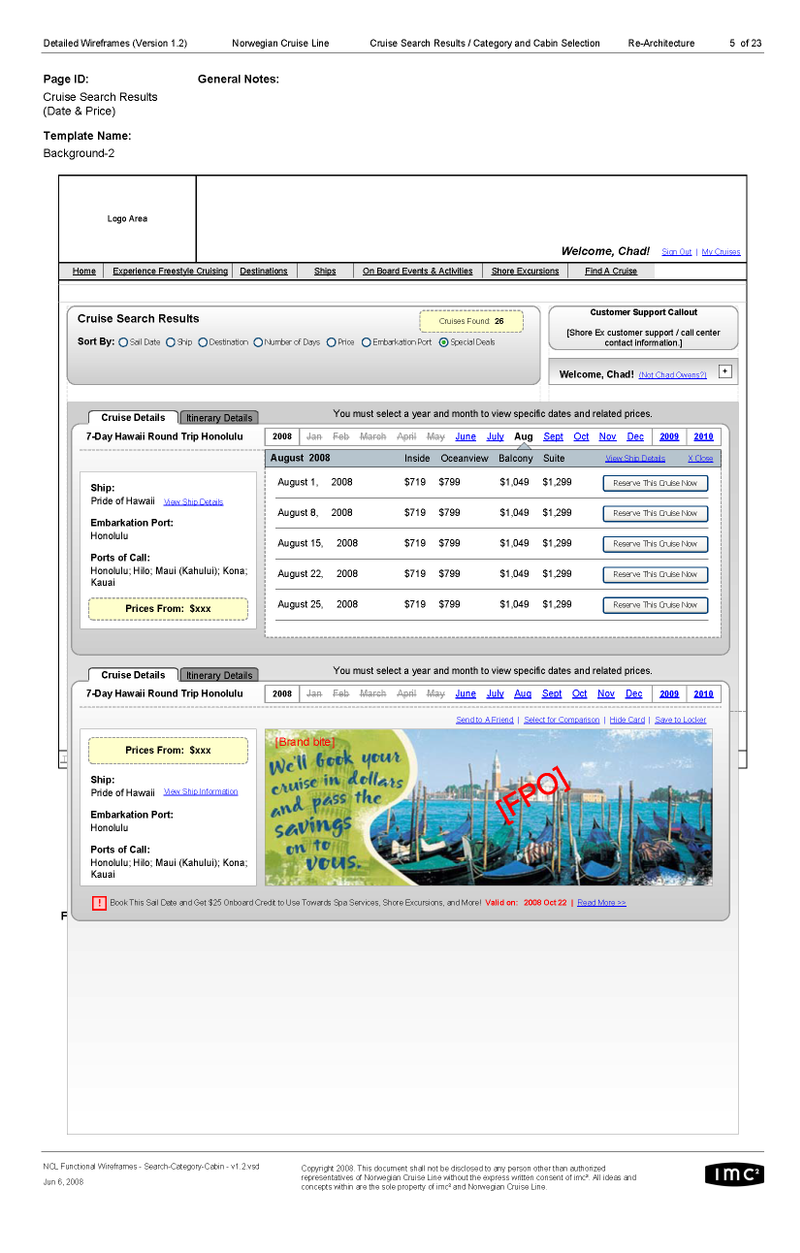 Detailed Wireframes (Version 1.2) Norwegian Cruise Line Cruise Search Results / Category and Cabin Selection Re-Architecture 5 of 23
Page ID: General Notes:
Cruise Search Results
(Date & Price)
Template Name:
Background-2
Logo Area
Welcome, Chad! Sign Out | My Cruises
Home Experience Freestyle Cruising Destinations Ships On Board Events & Activities Shore Excursions Find A Cruise
Cruise Search Results
Cruises Found: 26
Sort By: Sail Date Ship Destination Number of Days Price Embarkation Port Special Deals
Customer Support Callout
[Shore Ex customer support / call center
contact information.]
Welcome, Chad! (Not Chad Owens?) +
Cruise Details Itinerary Details You must select a year and month to view specific dates and related prices.
7-Day Hawaii Round Trip Honolulu 2008 Jan Feb March April May June July Aug Sept Oct Nov Dec 2009 2010
August 2008 Inside Oceanview Balcony Suite View Ship Details X Close
August 1, 2008 $719 $799 $1,049 $1,299 Reserve This Cruise Now
August 8, 2008 $719 $799 $1,049 $1,299 Reserve This Cruise Now
August 15, 2008 $719 $799 $1,049 $1,299 Reserve This Cruise Now
August 22, 2008 $719 $799 $1,049 $1,299 Reserve This Cruise Now
August 25, 2008 $719 $799 $1,049 $1,299 Reserve This Cruise Now
Ship:
Pride of Hawaii View Ship Details
Embarkation Port:
Honolulu
Ports of Call:
Honolulu; Hilo; Maui (Kahului); Kona;
Kauai
Prices From: $xxx
Cruise Details Itinerary Details You must select a year and month to view specific dates and related prices.
7-Day Hawaii Round Trip Honolulu 2008 Jan Feb March April May June July Aug Sept Oct Nov Dec 2009 2010
Send to A Friend | Select for Comparison | Hide Card | Save to Locker
Prices From: $xxx
Ship:
Pride of Hawaii View Ship Information
Embarkation Port:
Honolulu
Ports of Call:
Honolulu; Hilo; Maui (Kahului); Kona;
Kauai
[Brand bite]
We'll book your
cruise in dollars
and pass the
savings
on to
vous.
[FPO]
! Book This Sail Date and Get $25 Onboard Credit to Use Towards Spa Services, Shore Excursions, and More! Valid on: 2008 Oct 22 | Read More >>
F
NCL Functional Wireframes - Search-Category-Cabin - v1.2.vsd
Jun 6, 2008
Copyright 2008. This document shall not be disclosed to any person other than authorized
representatives of Norwegian Cruise Line without the express written consent of imc². All ideas and
concepts within are the sole property of imc² and Norwegian Cruise Line.
imc²